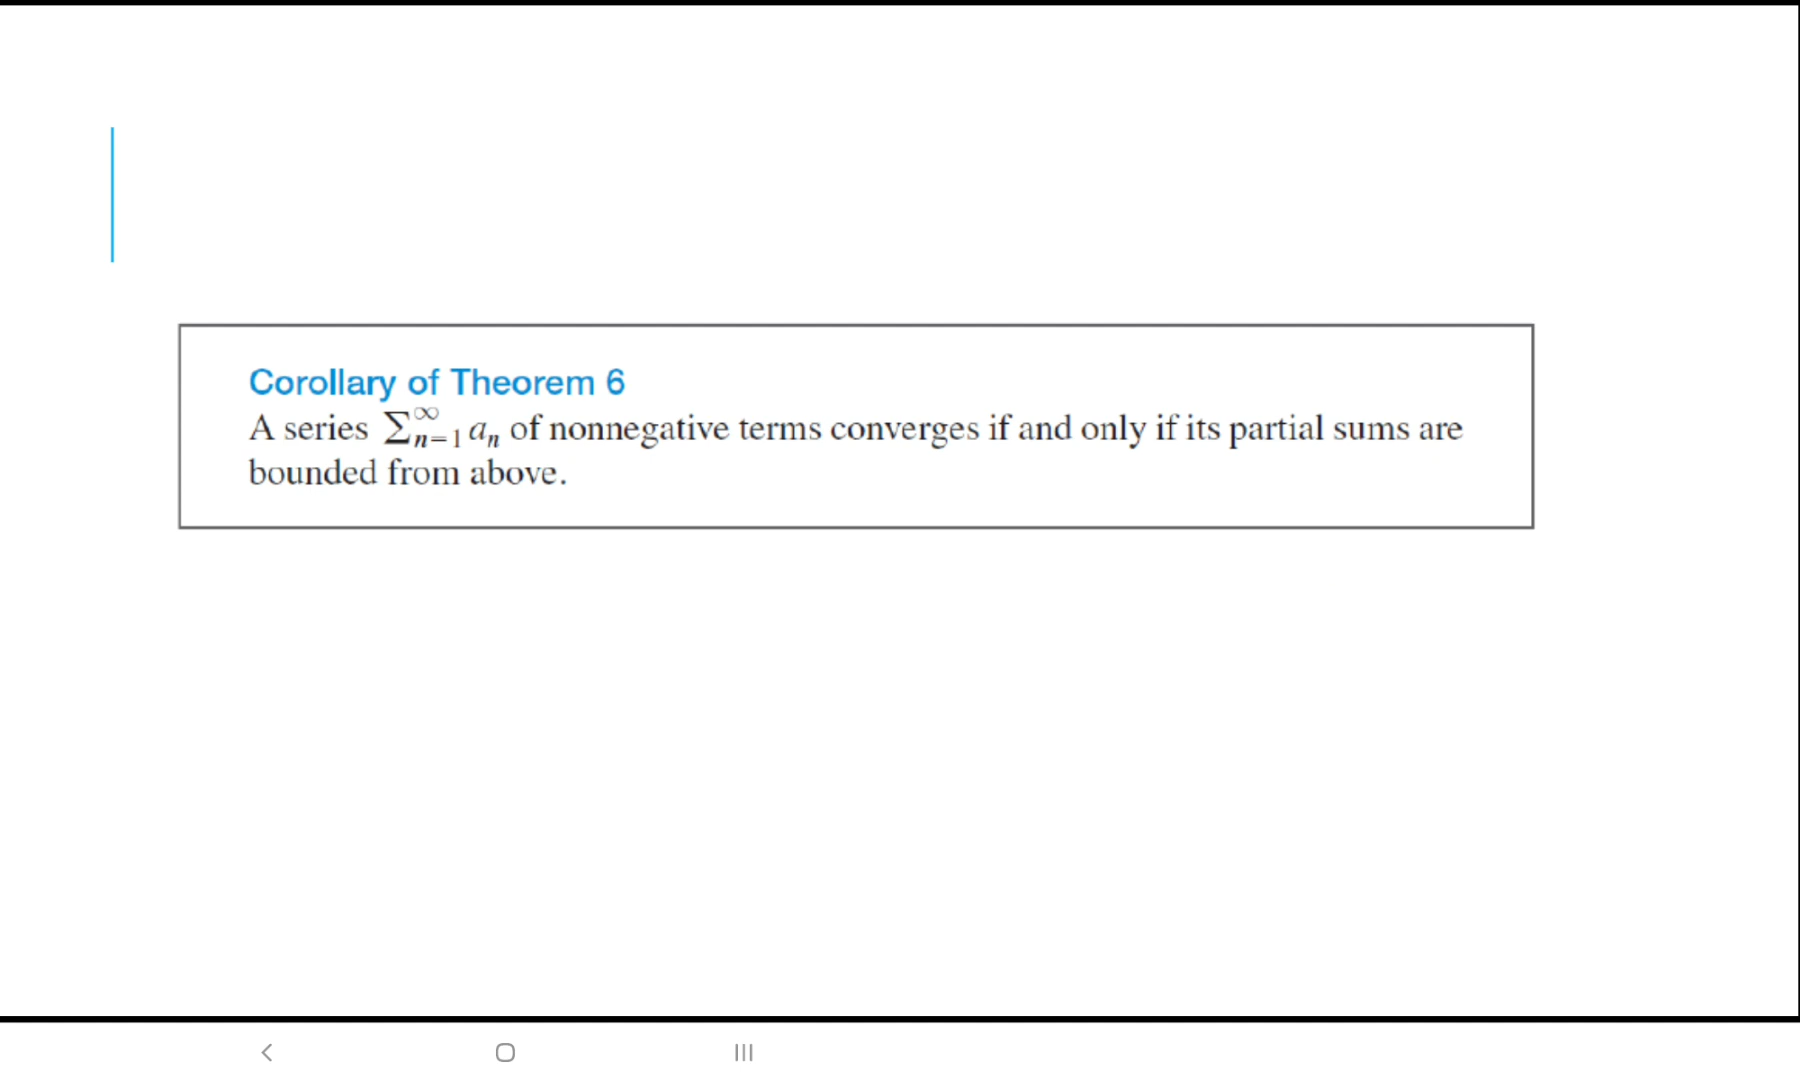 Corollary of Theorem 6
A series ∑_{n=1}^{∞} a_n of nonnegative terms converges if and only if its partial sums are
bounded from above.